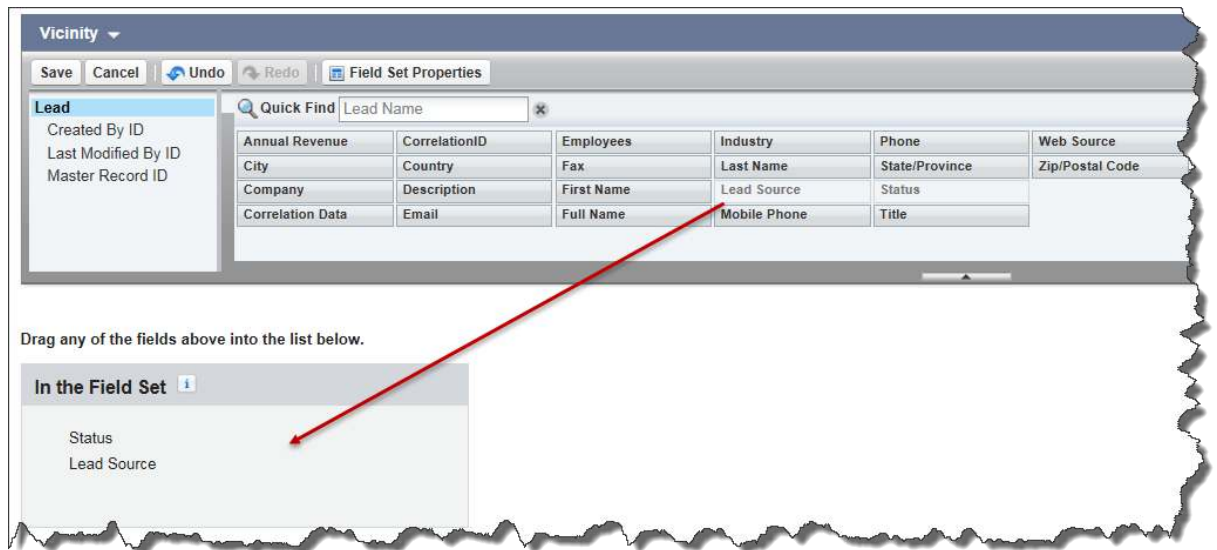 Vicinity
Save Cancel Undo Redo Field Set Properties
Lead
Created By ID
Last Modified By ID
Master Record ID
Quick Find Lead Name
Annual Revenue CorrelationID Employees Industry Phone Web Source
City Country Fax Last Name State/Province Zip/Postal Code
Company Description First Name Lead Source Status
Correlation Data Email Full Name Mobile Phone Title
Drag any of the fields above into the list below.
In the Field Set i
Status
Lead Source